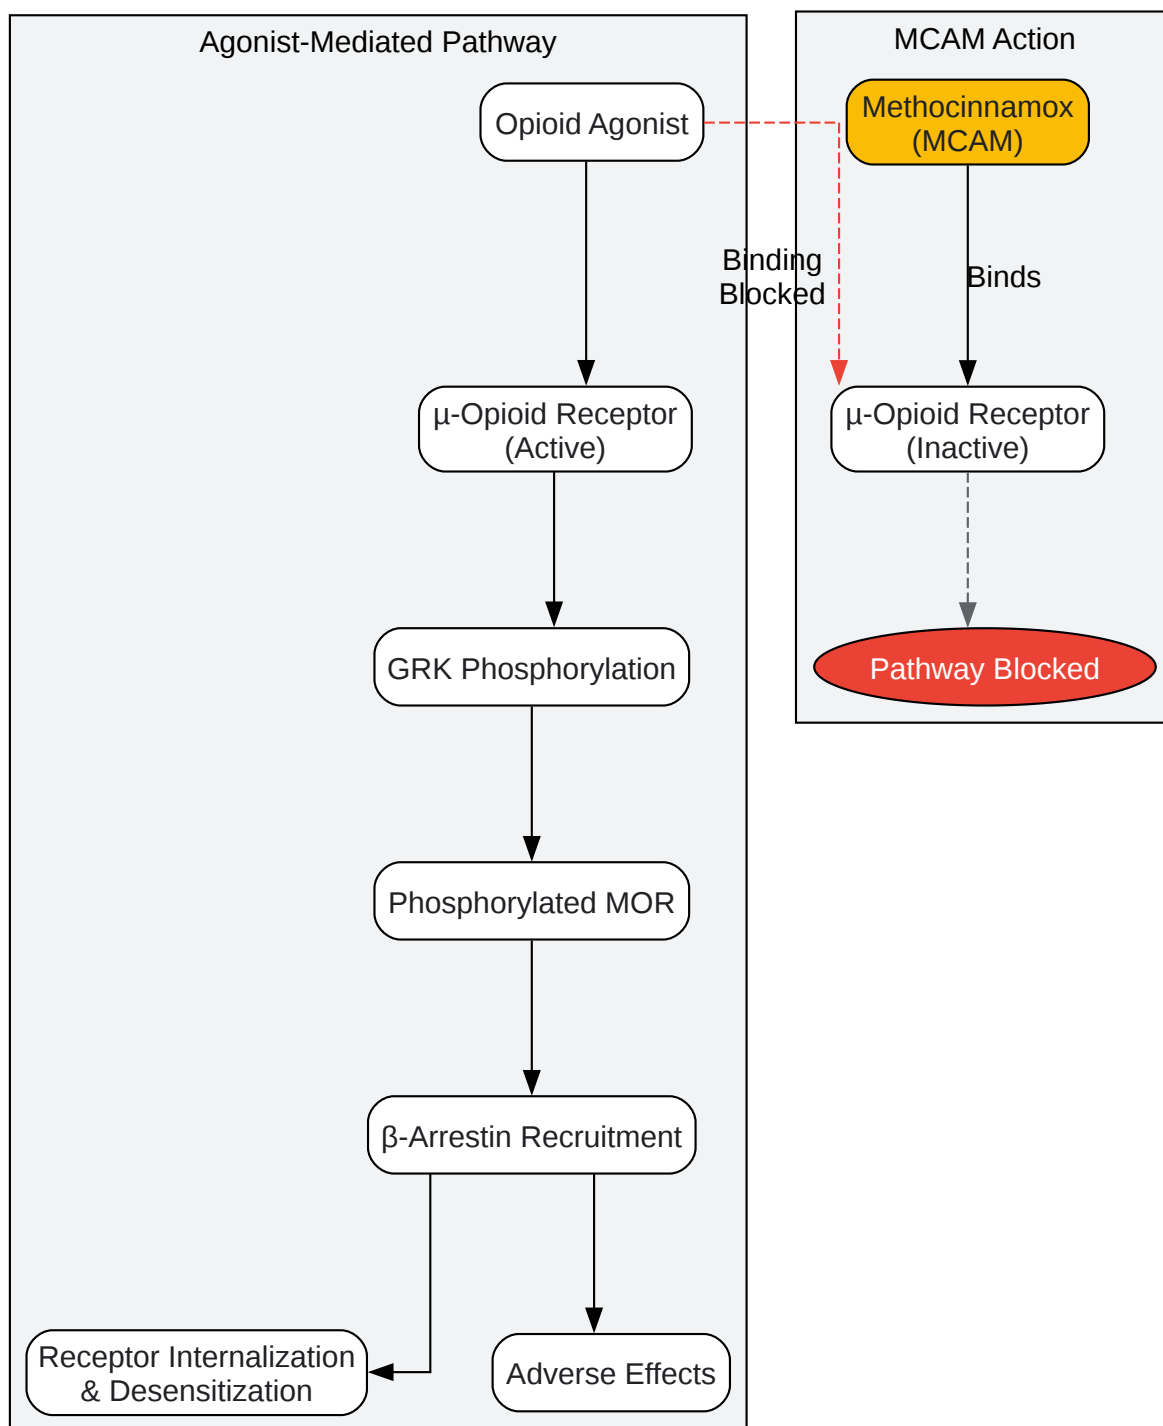 Agonist-Mediated Pathway
Opioid Agonist
µ-Opioid Receptor
(Active)
GRK Phosphorylation
Phosphorylated MOR
β-Arrestin Recruitment
Receptor Internalization
& Desensitization
Adverse Effects
Binding
Blocked
MCAM Action
Methocinnamox
(MCAM)
Binds
µ-Opioid Receptor
(Inactive)
Pathway Blocked